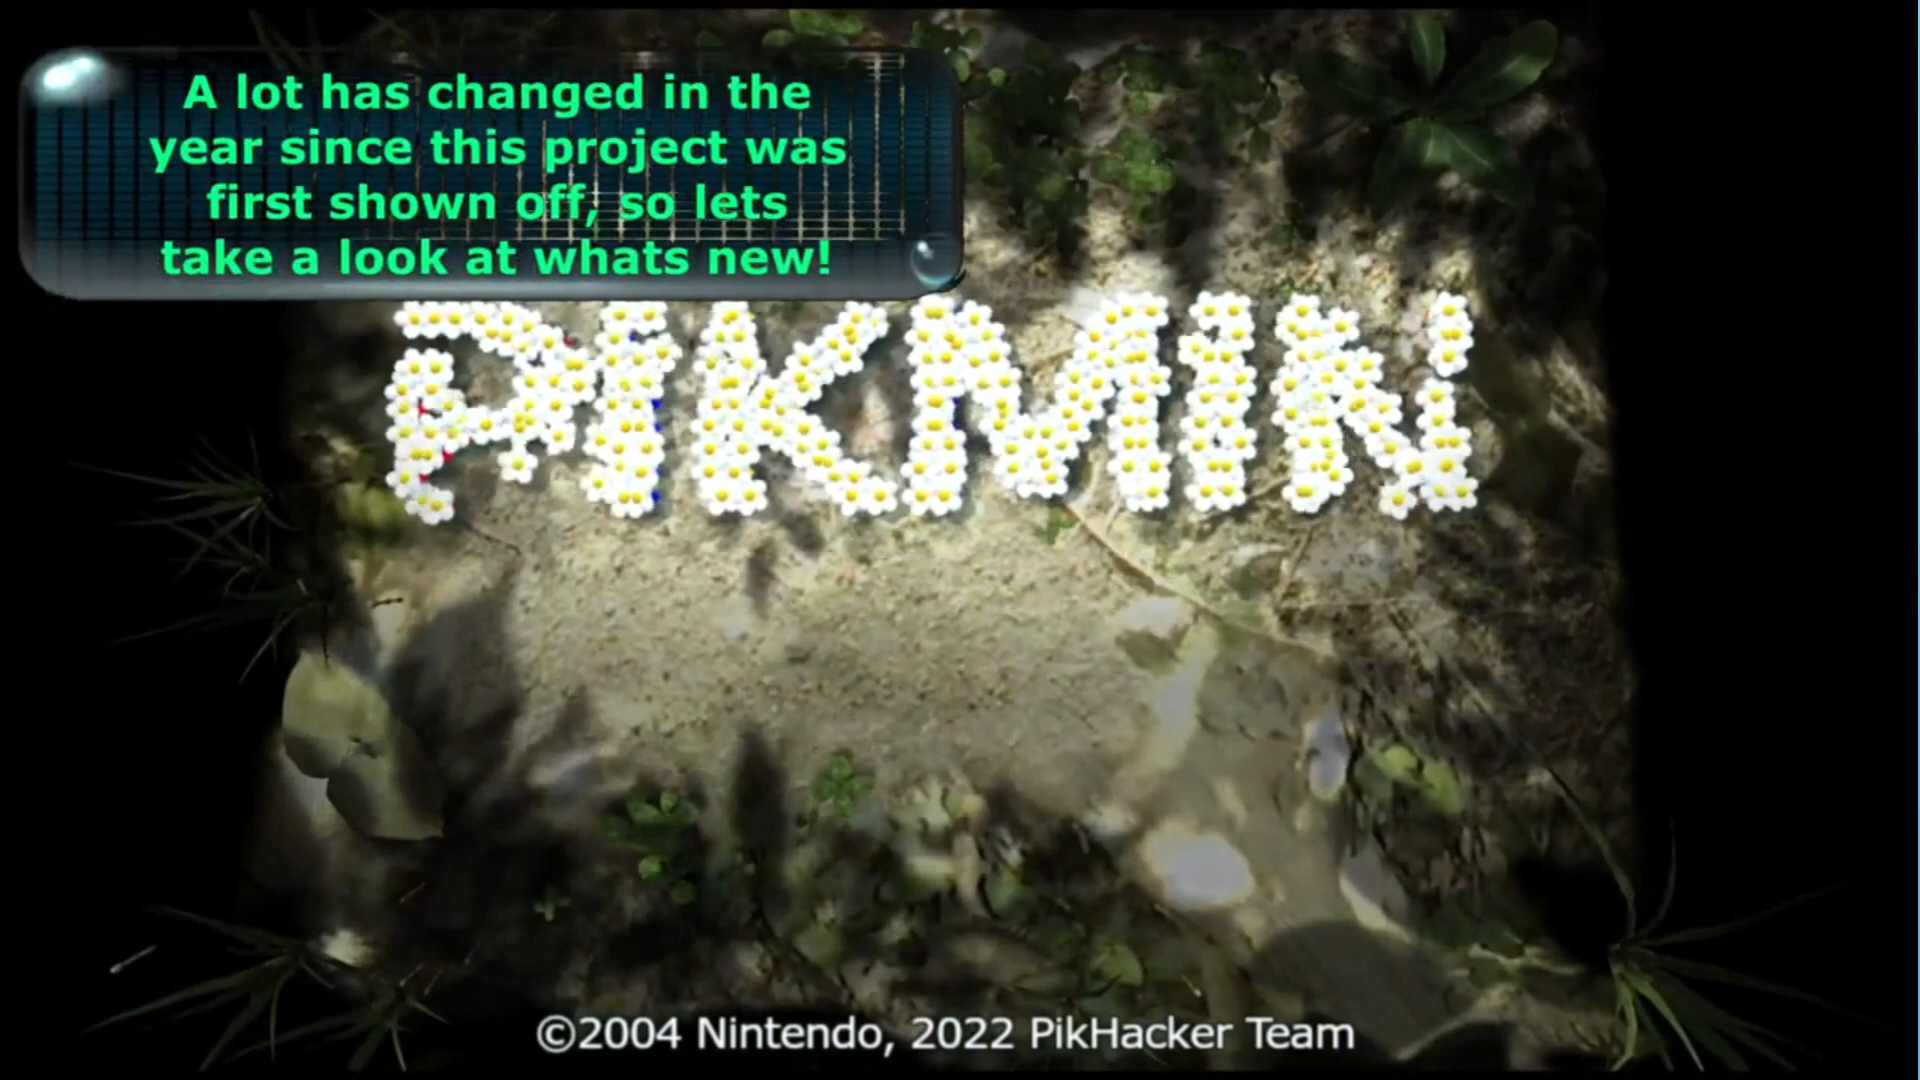 A lot has changed in the
year since this project was
first shown off, so lets
take a look at whats new!
PIKMIN
©2004 Nintendo, 2022 PikHacker Team